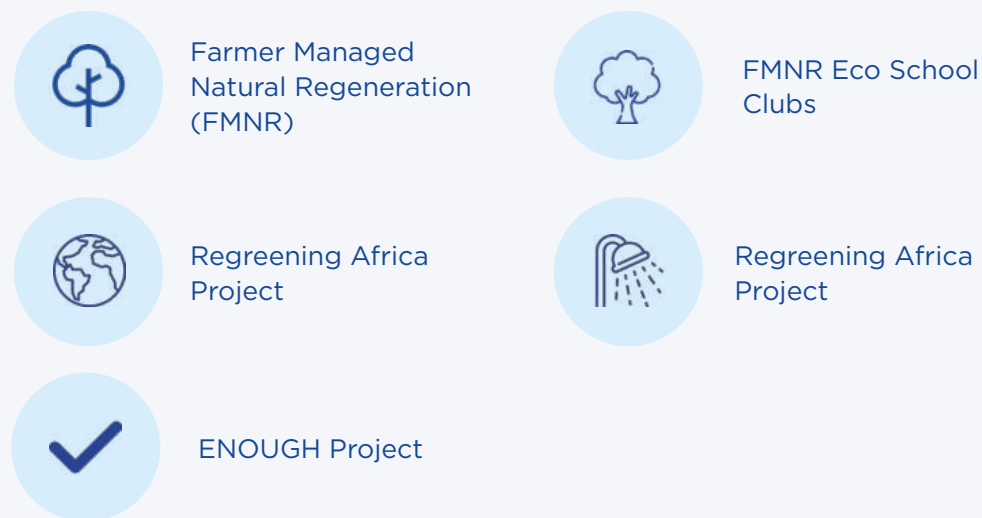 Farmer Managed
Natural Regeneration
(FMNR)
FMNR Eco School
Clubs
Regreening Africa
Project
Regreening Africa
Project
ENOUGH Project